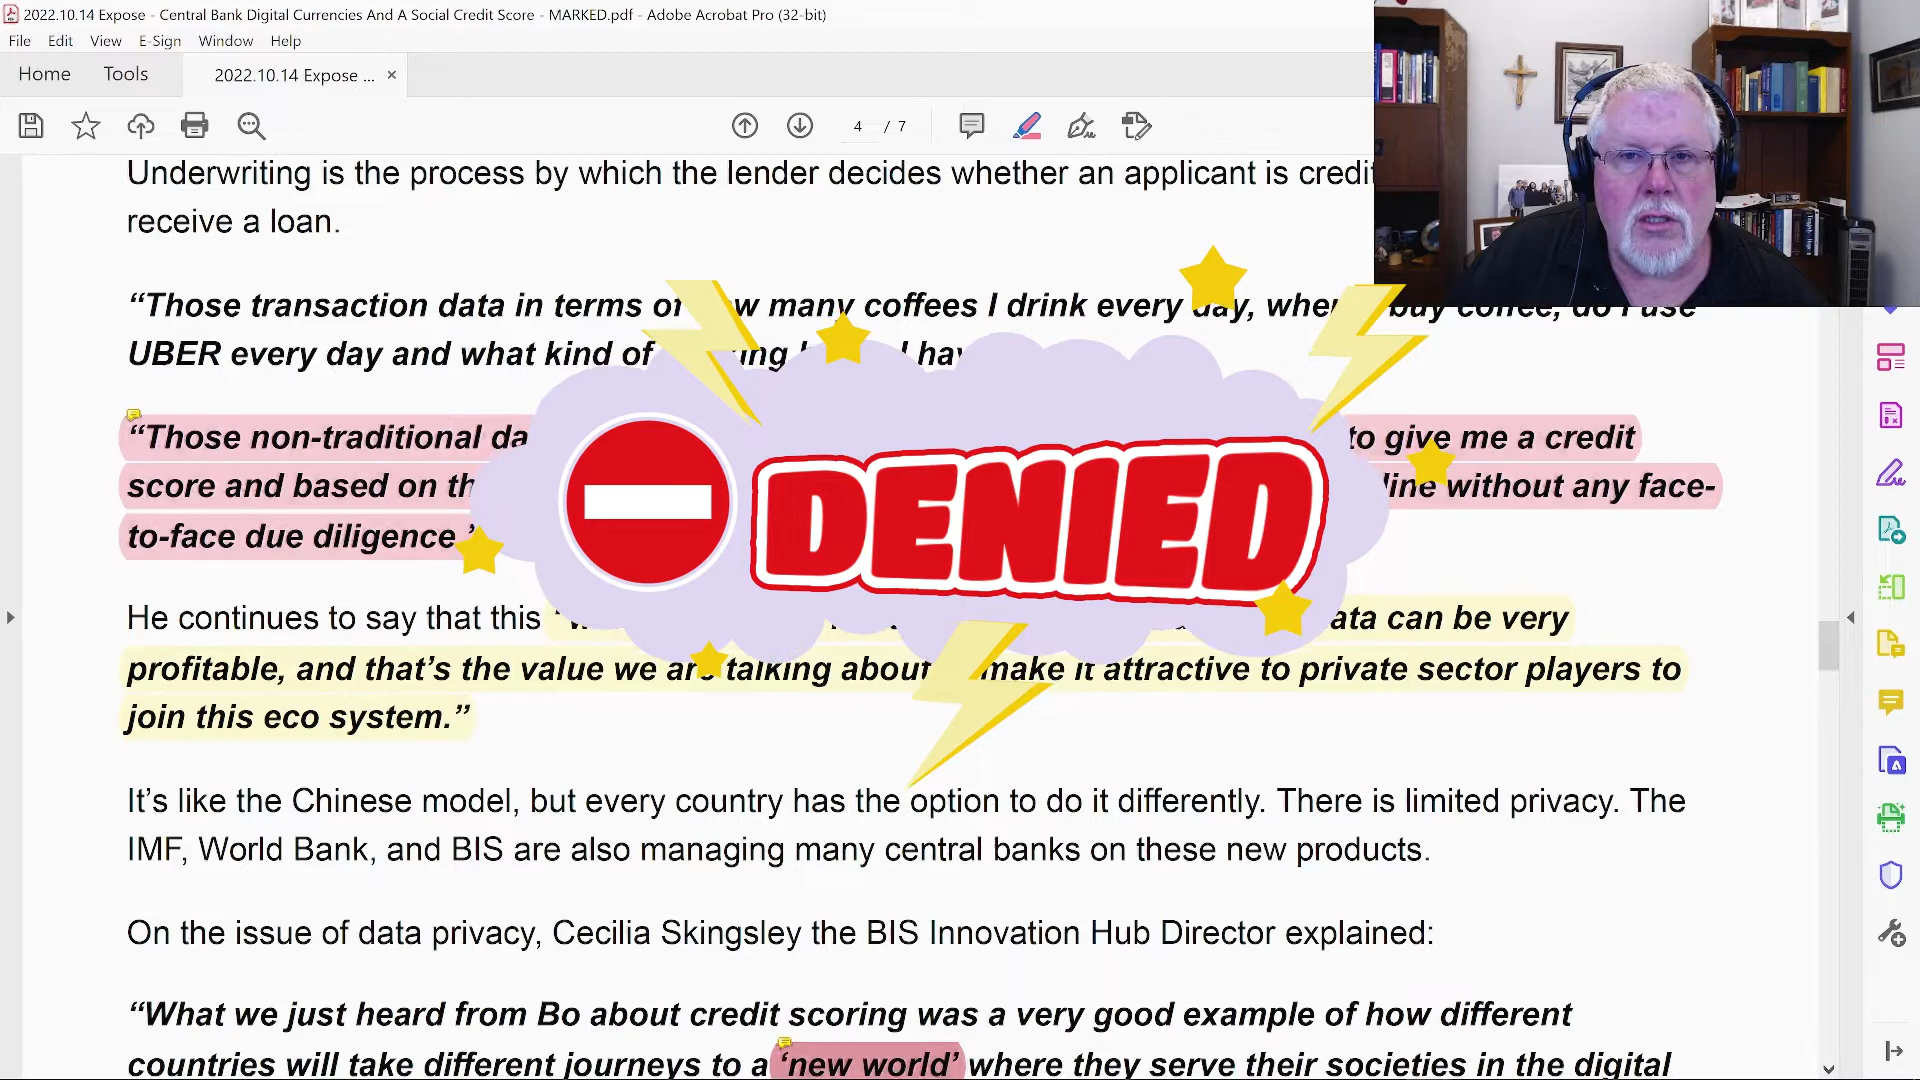 2022.10.14 Expose - Central Bank Digital Currencies And A Social Credit Score - MARKED.pdf - Adobe Acrobat Pro (32-bit)
File Edit View E-Sign Window Help
Home Tools 2022.10.14 Expose ... ×
4 / 7
Underwriting is the process by which the lender decides whether an applicant is
receive a loan.
“Those transaction data in terms of many coffees I drink every day, buy coffee, do I use
UBER every day and what kind of
“Those non-traditional to give me a credit
score and based on without any face-
to-face due diligence
DENIED
He continues to say that this can be very
profitable, and that’s the value we are talking about make it attractive to private sector players to
join this eco system.”
It’s like the Chinese model, but every country has the option to do it differently. There is limited privacy. The
IMF, World Bank, and BIS are also managing many central banks on these new products.
On the issue of data privacy, Cecilia Skingsley the BIS Innovation Hub Director explained:
“What we just heard from Bo about credit scoring was a very good example of how different
countries will take different journeys to a ‘new world’ where they serve their societies in the digital